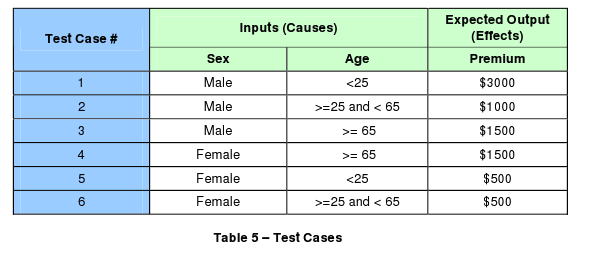 Test Case # Inputs (Causes) Expected Output (Effects)
Sex Age Premium
1 Male <25 $3000
2 Male >=25 and < 65 $1000
3 Male >= 65 $1500
4 Female >= 65 $1500
5 Female <25 $500
6 Female >=25 and < 65 $500
Table 5 – Test Cases